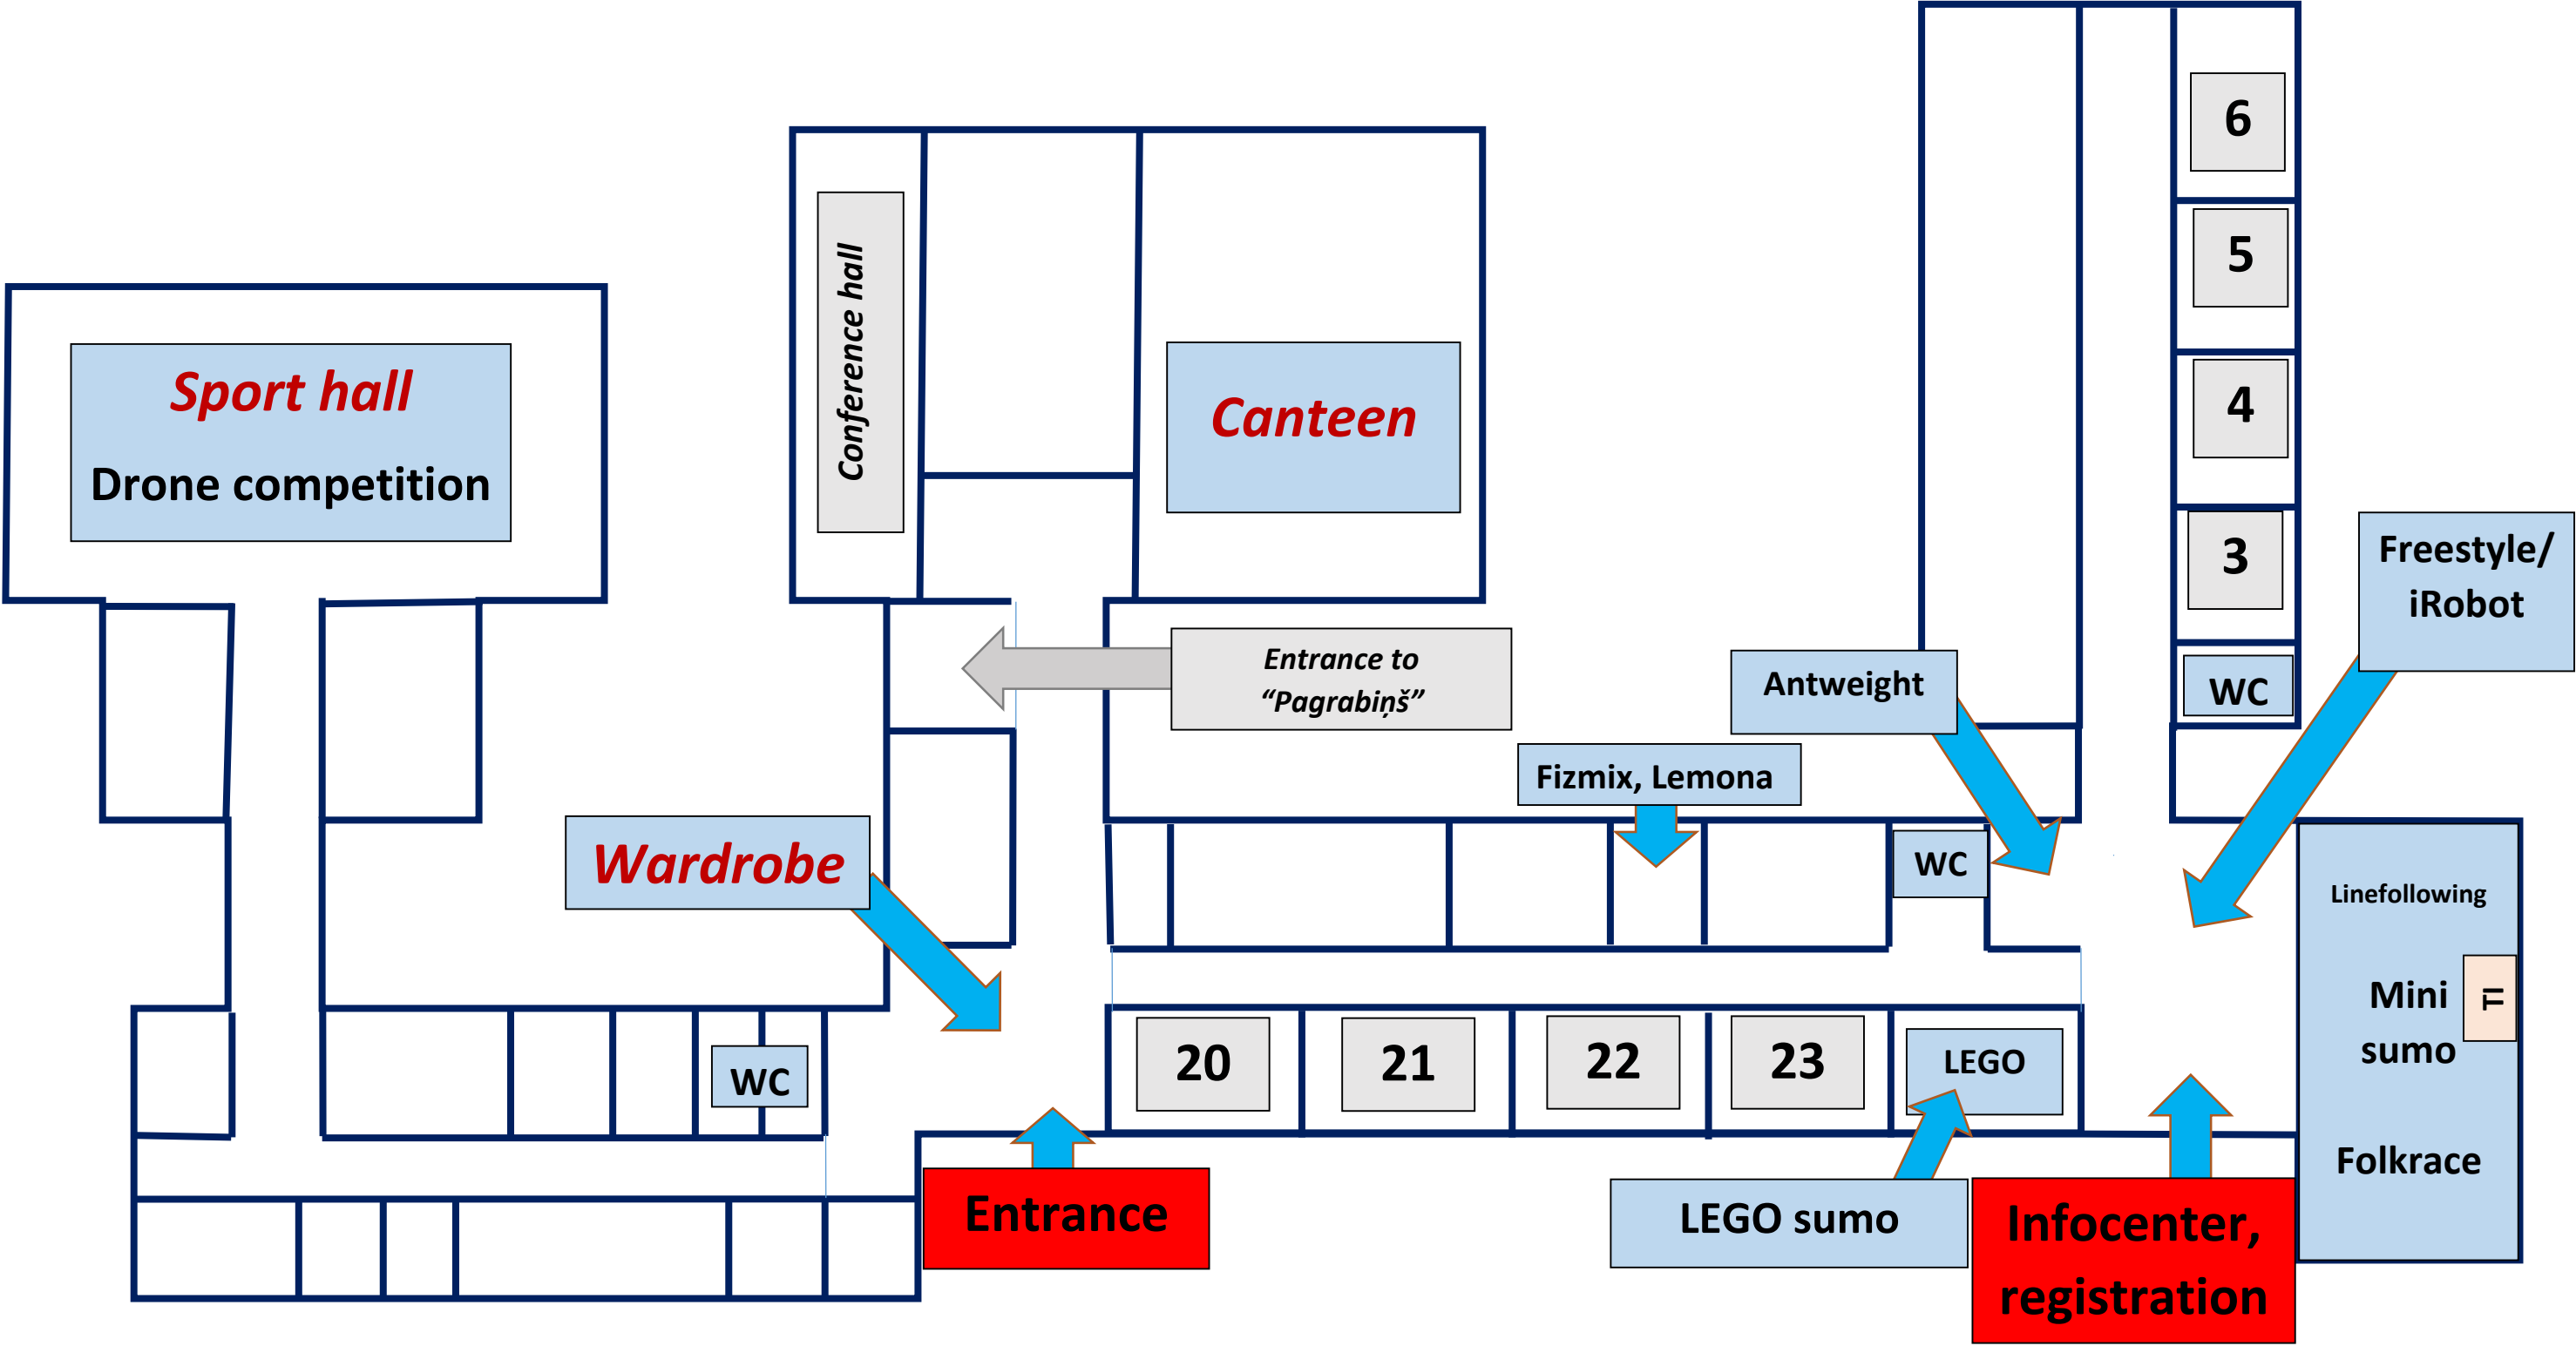 6
5
4
3
WC
Conference hall
Sport hall
Drone competition
Canteen
Freestyle/
iRobot
Entrance to
“Pagrabiņš”
Antweight
Fizmix, Lemona
Wardrobe
WC
Linefollowing
Mini
sumo
TI
Folkrace
WC
20
21
22
23
LEGO
Entrance
LEGO sumo
Infocenter,
registration